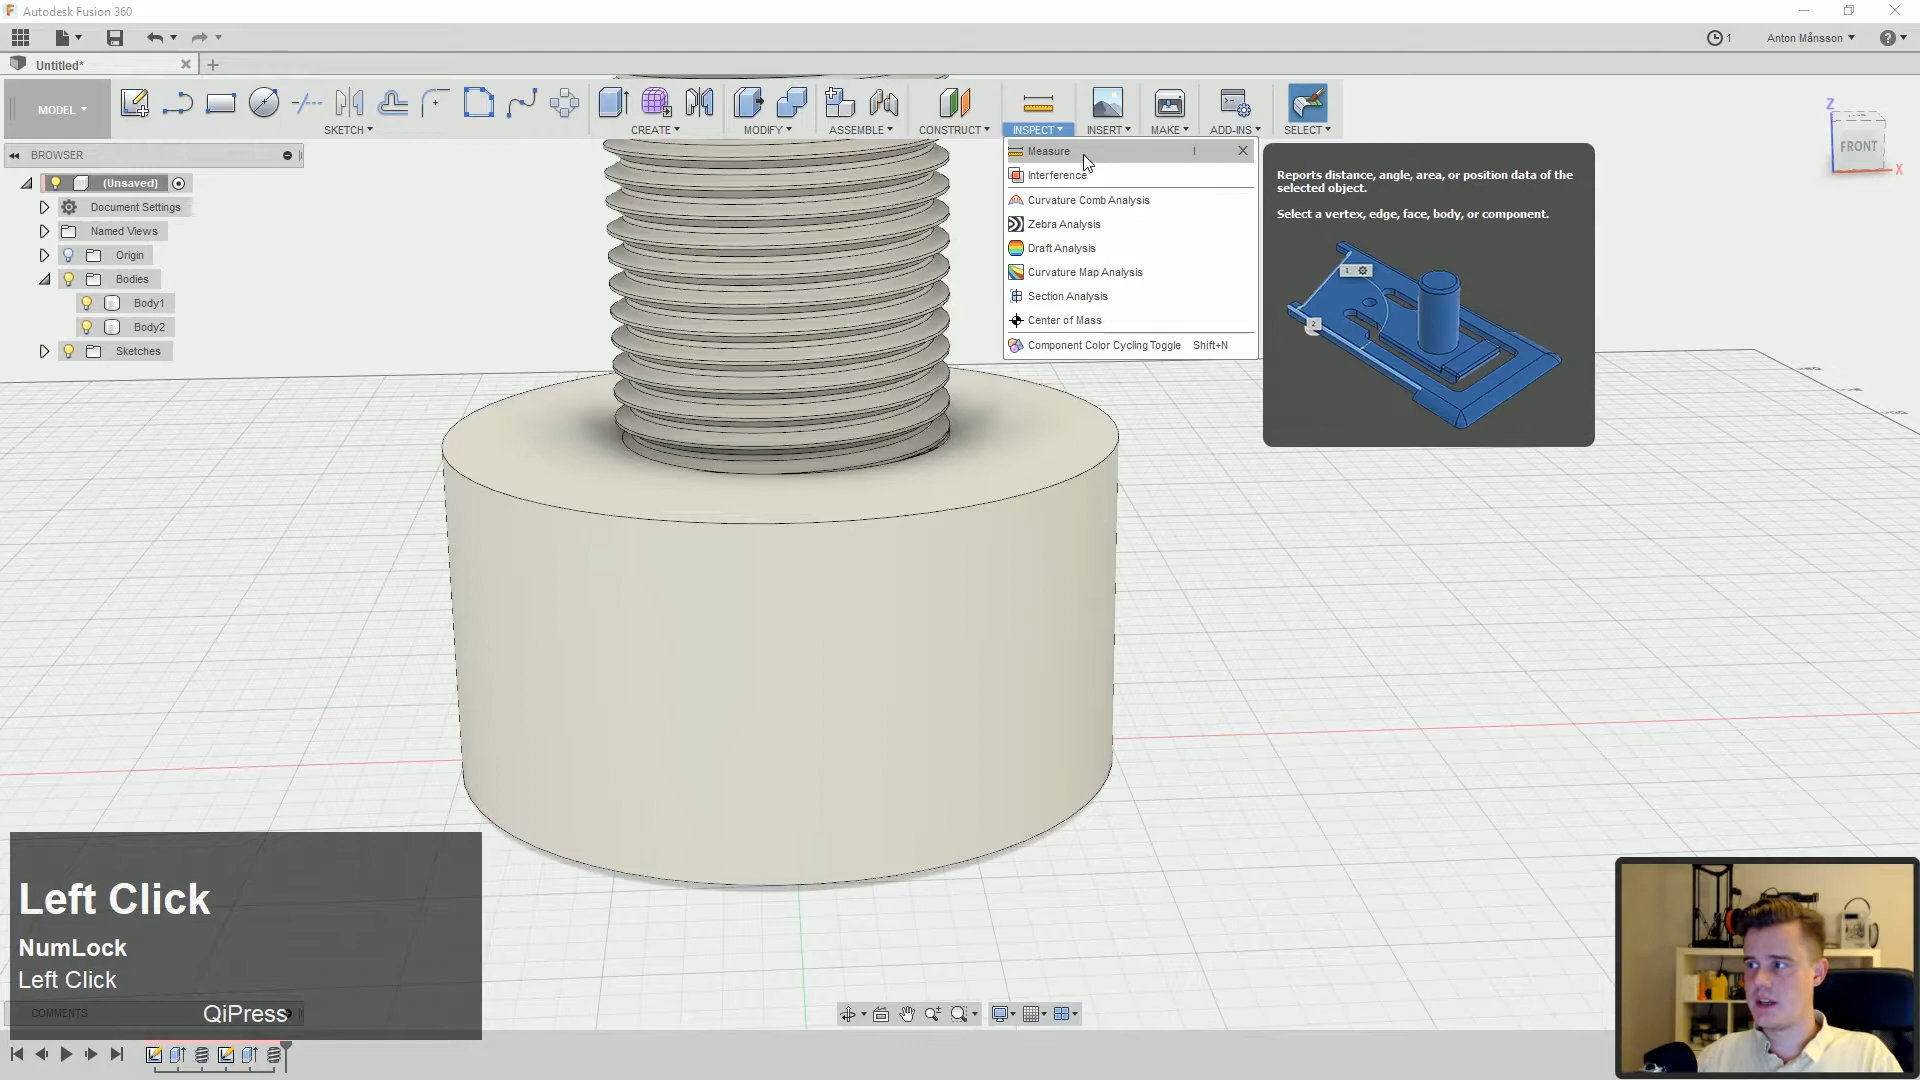 Autodesk Fusion 360
1
Anton Månsson
?
Untitled*
MODEL
SKETCH
CREATE
MODIFY
ASSEMBLE
CONSTRUCT
INSPECT
INSERT
MAKE
ADD-INS
SELECT
BROWSER
(Unsaved)
Document Settings
Named Views
Origin
Bodies
Body1
Body2
Sketches
Measure I
Interference
Curvature Comb Analysis
Zebra Analysis
Draft Analysis
Curvature Map Analysis
Section Analysis
Center of Mass
Component Color Cycling Toggle Shift+N
Reports distance, angle, area, or position data of the
selected object.
Select a vertex, edge, face, body, or component.
1
2
Z
FRONT
X
Left Click
NumLock
Left Click
QiPress
COMMENTS